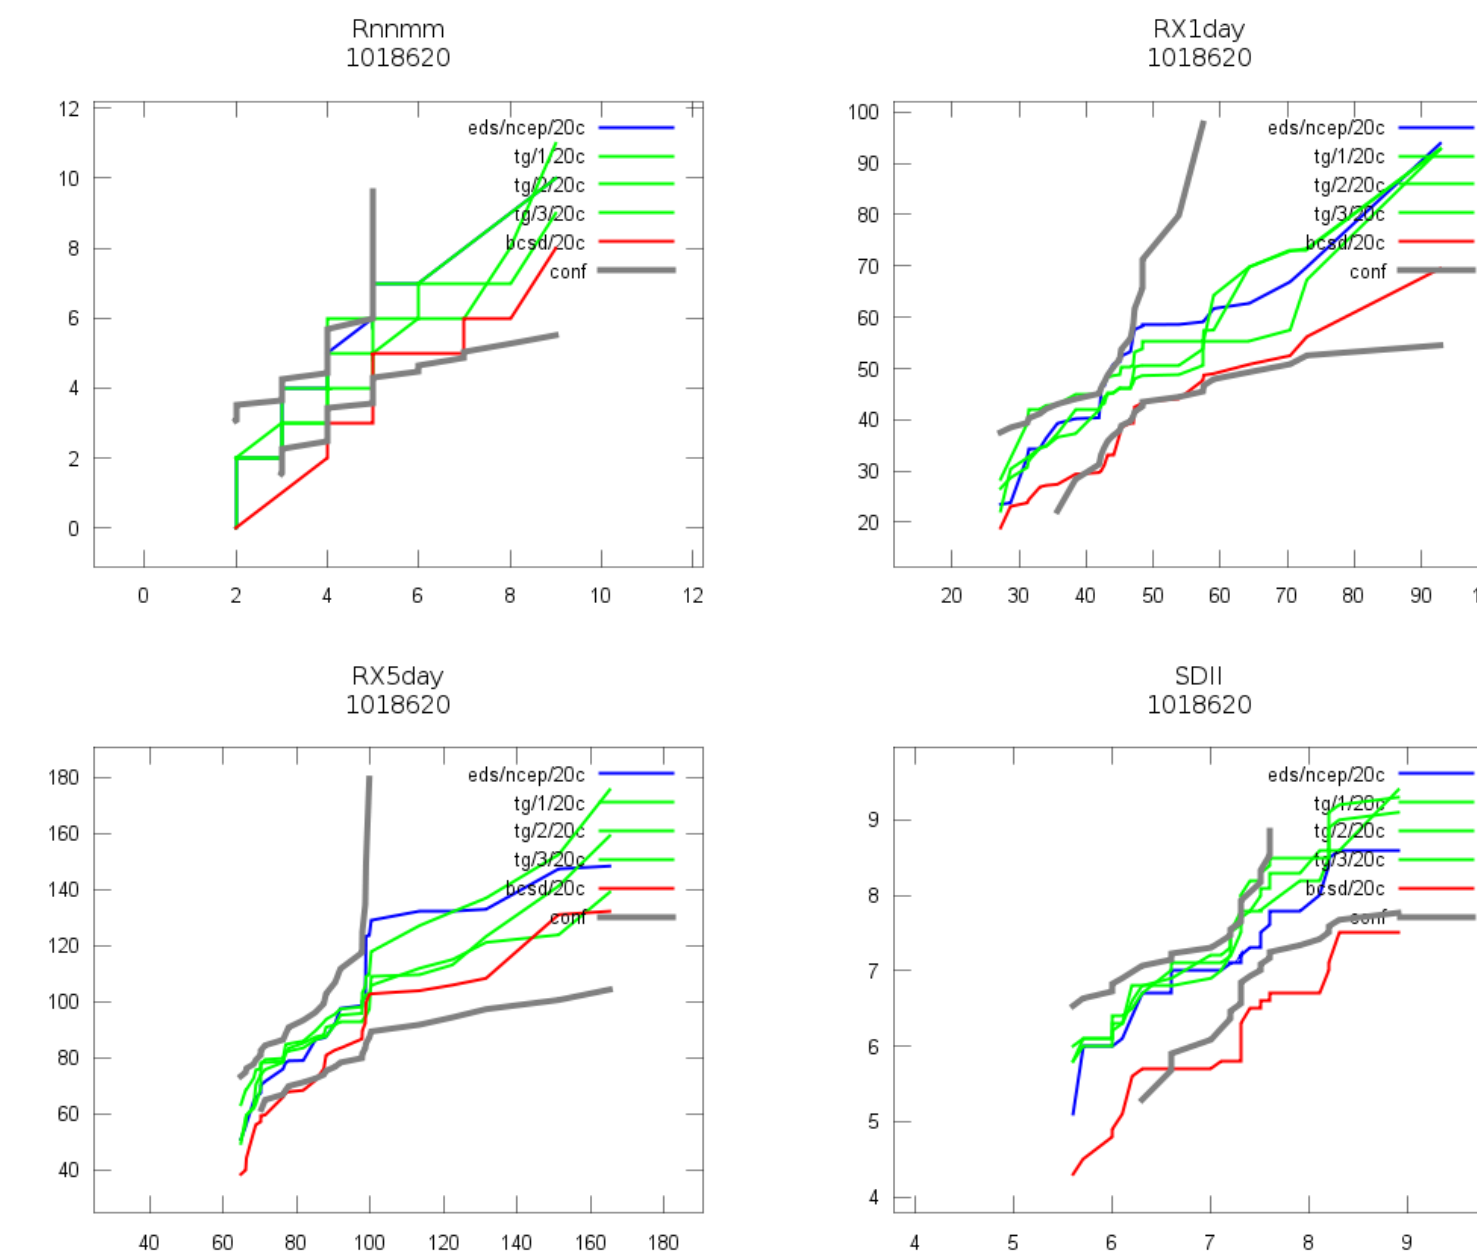 Rnnmm
1018620
12
10
8
6
4
2
0
0 2 4 6 8 10 12
eds/ncep/20c
tg/1/20c
tg/2/20c
tg/3/20c
bcsd/20c
conf
RX1day
1018620
100
90
80
70
60
50
40
30
20
20 30 40 50 60 70 80 90 1
eds/ncep/20c
tg/1/20c
tg/2/20c
tg/3/20c
bcsd/20c
conf
RX5day
1018620
180
160
140
120
100
80
60
40
40 60 80 100 120 140 160 180
eds/ncep/20c
tg/1/20c
tg/2/20c
tg/3/20c
bcsd/20c
conf
SDII
1018620
9
8
7
6
5
4
4 5 6 7 8 9
eds/ncep/20c
tg/1/20c
tg/2/20c
tg/3/20c
bcsd/20c
conf